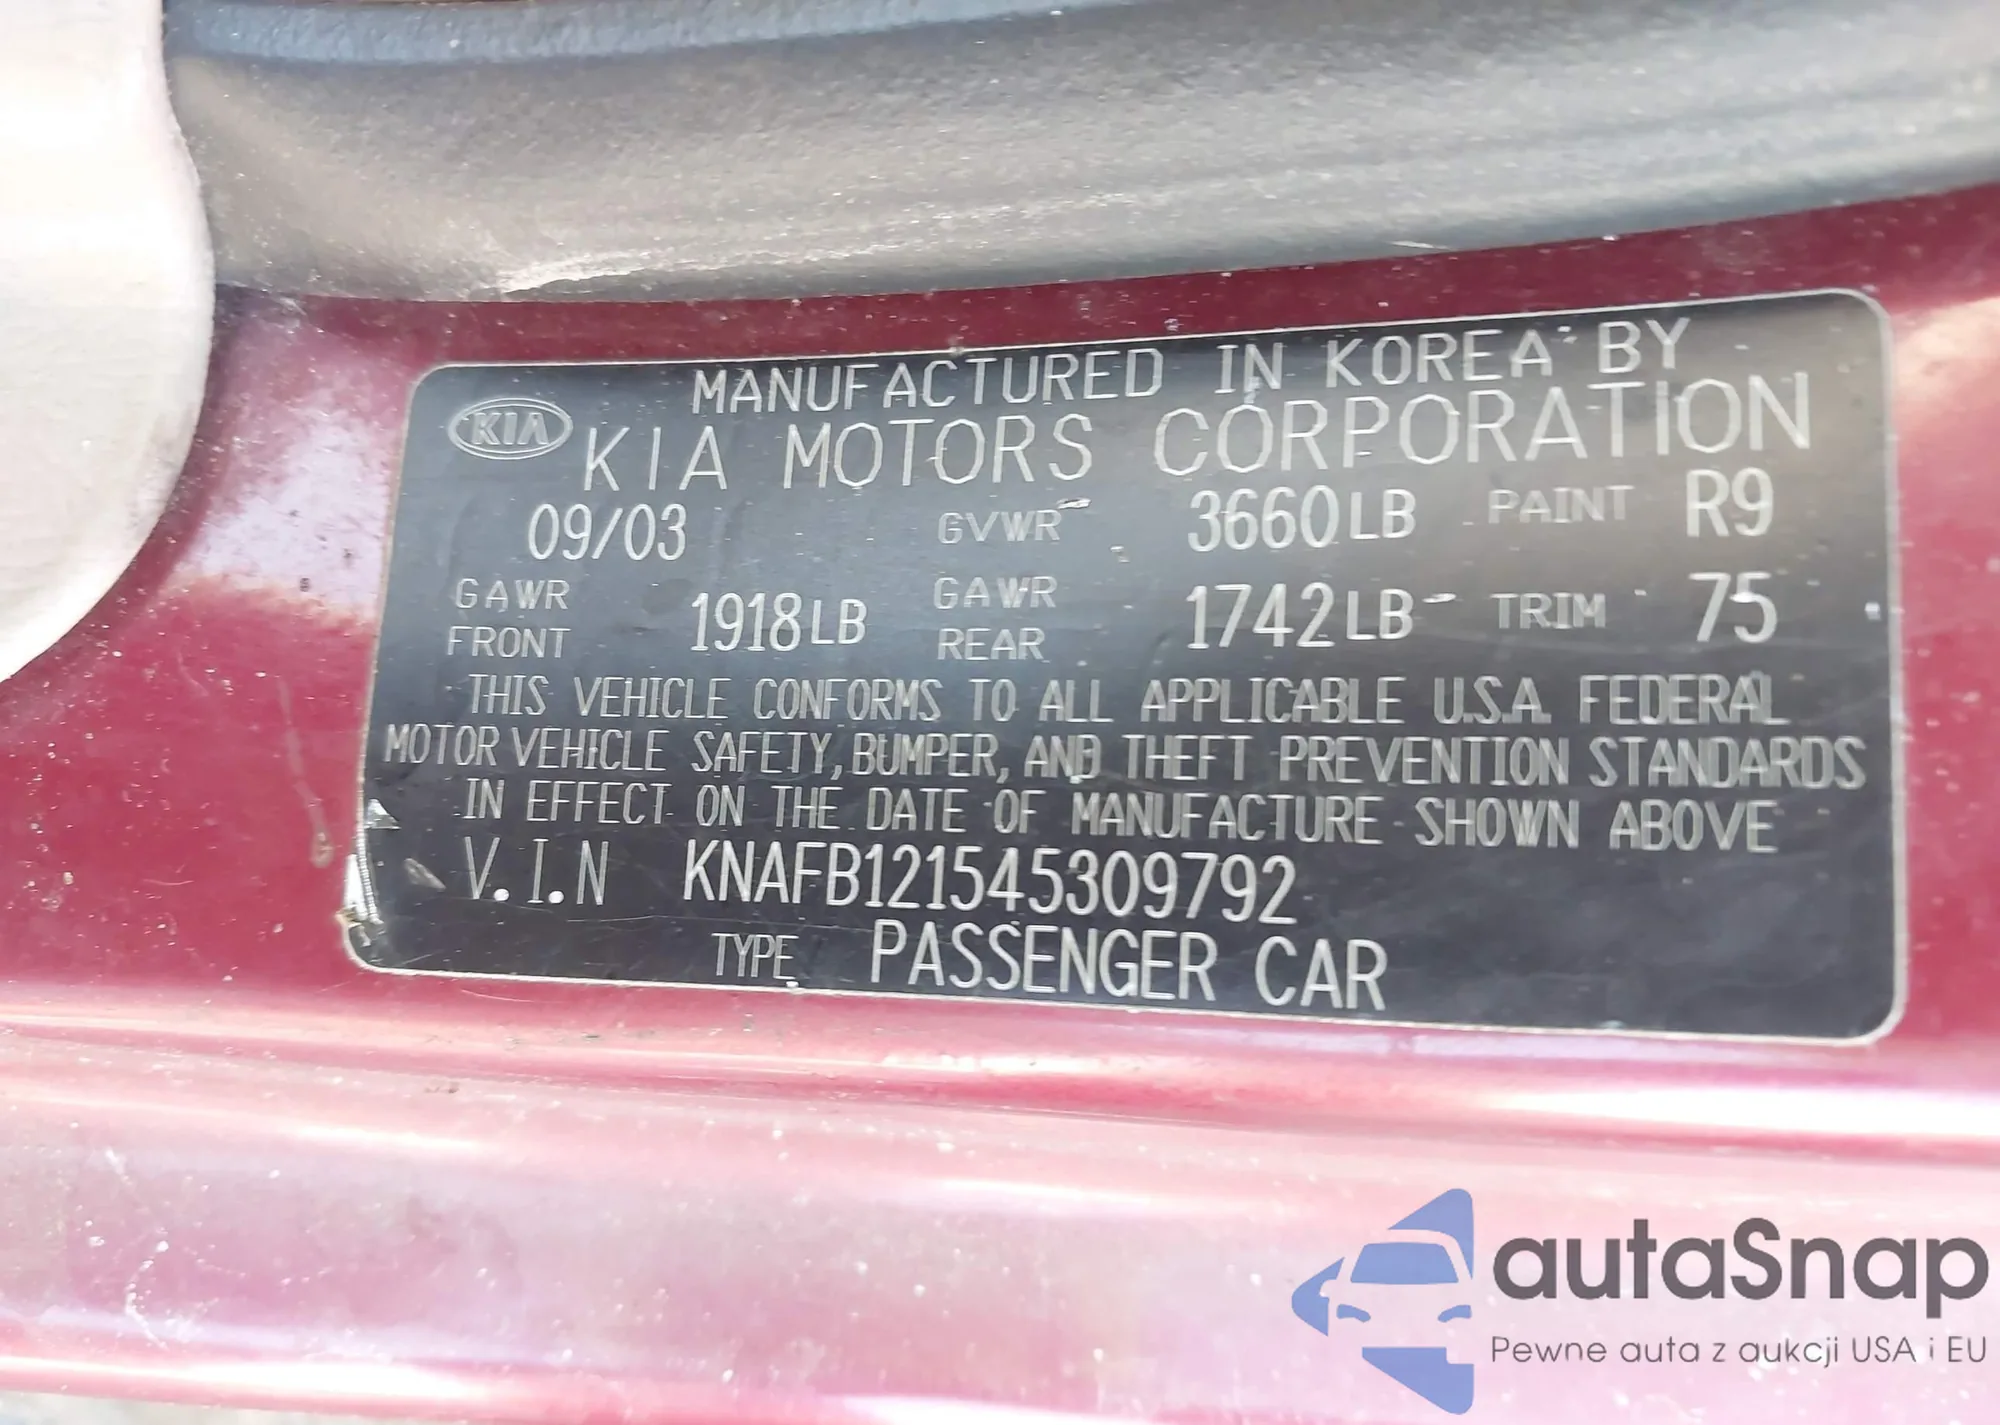 MANUFACTURED IN KOREA BY
KIA KIA MOTORS CORPORATION
09/03 GVWR 3660LB PAINT R9
GAWR FRONT 1918LB GAWR REAR 1742LB TRIM 75
THIS VEHICLE CONFORMS TO ALL APPLICABLE U.S.A. FEDERAL
MOTOR VEHICLE SAFETY, BUMPER, AND THEFT PREVENTION STANDARDS
IN EFFECT ON THE DATE OF MANUFACTURE SHOWN ABOVE
V.I.N KNAFB121545309792
TYPE PASSENGER CAR
autaSnap
Pewne auta z aukcji USA i EU